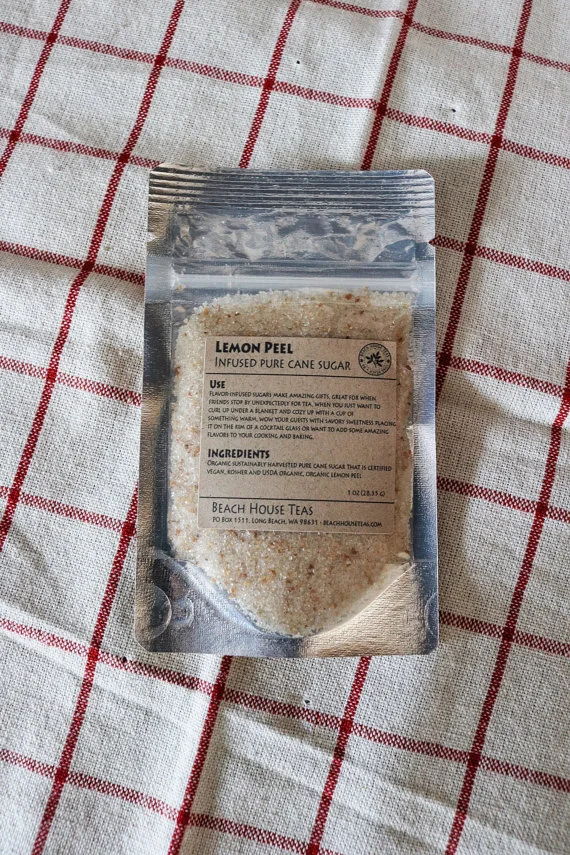 LEMON PEEL
INFUSED PURE CANE SUGAR
USE
FLAVOR-INFUSED SUGARS MAKE AMAZING GIFTS, GREAT FOR WHEN
FRIENDS STOP BY UNEXPECTEDLY FOR TEA, WHEN YOU JUST WANT TO
CURL UP UNDER A BLANKET AND COZY UP WITH A CUP OF
SOMETHING WARM, WOW YOUR GUESTS WITH SAVORY SWEETNESS PLACING
IT ON THE RIM OF A COCKTAIL GLASS OR WANT TO ADD SOME AMAZING
FLAVORS TO YOUR COOKING AND BAKING.
INGREDIENTS
ORGANIC SUSTAINABLY HARVESTED PURE CANE SUGAR THAT IS CERTIFIED
VEGAN, KOSHER AND USDA ORGANIC, ORGANIC LEMON PEEL
1 OZ (28.35 G)
BEACH HOUSE TEAS
PO BOX 1511, LONG BEACH, WA 98631 · BEACHHOUSETEAS.COM